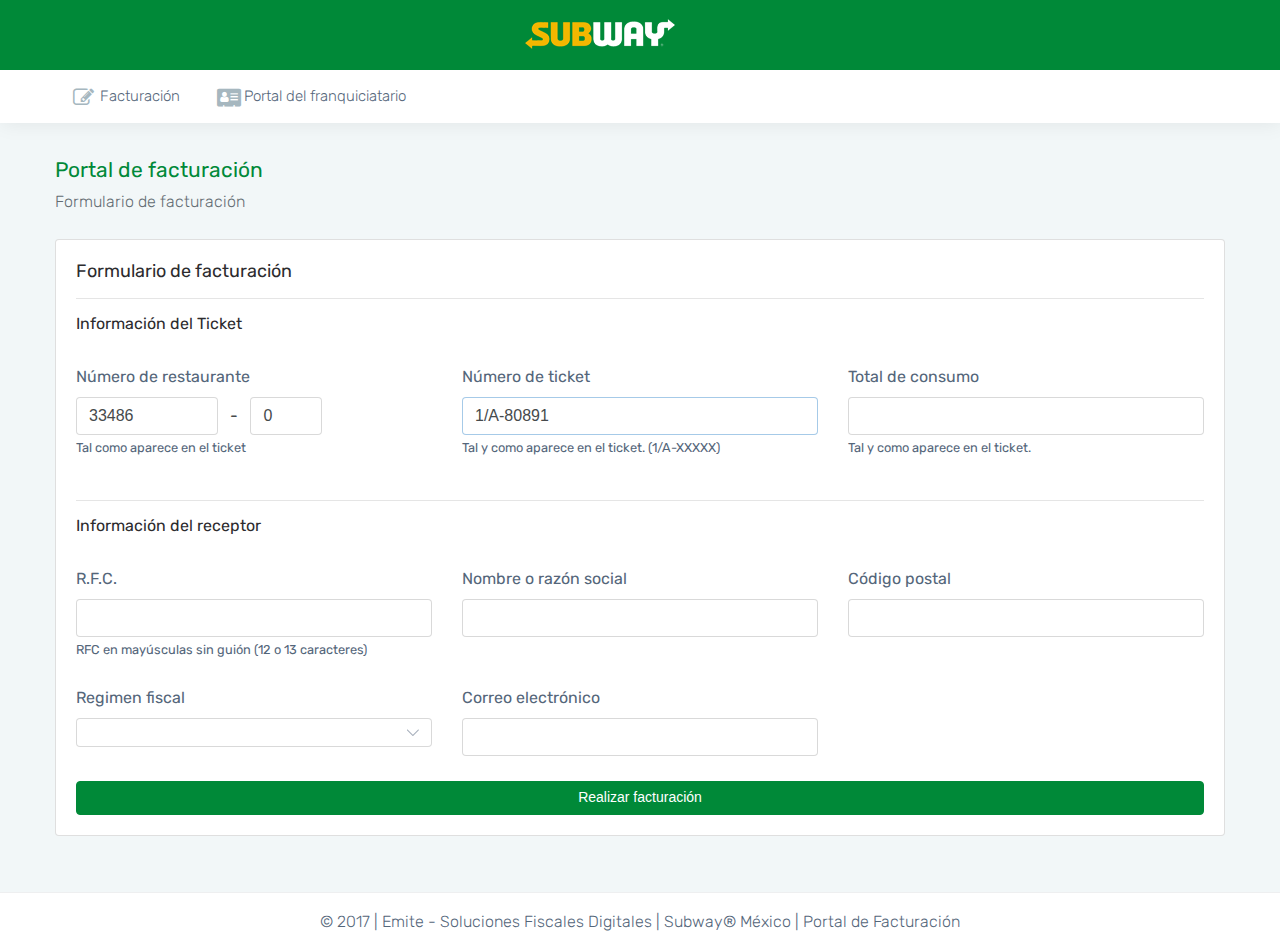 SUBWAY
Facturación Portal del franquiciatario
Portal de facturación
Formulario de facturación
Formulario de facturación
Información del Ticket
Número de restaurante Número de ticket Total de consumo
33486 - 0 1/A-80891
Tal como aparece en el ticket Tal y como aparece en el ticket. (1/A-XXXXX) Tal y como aparece en el ticket.
Información del receptor
R.F.C. Nombre o razón social Código postal
RFC en mayúsculas sin guión (12 o 13 caracteres)
Regimen fiscal Correo electrónico
Realizar facturación
© 2017 | Emite - Soluciones Fiscales Digitales | Subway® México | Portal de Facturación